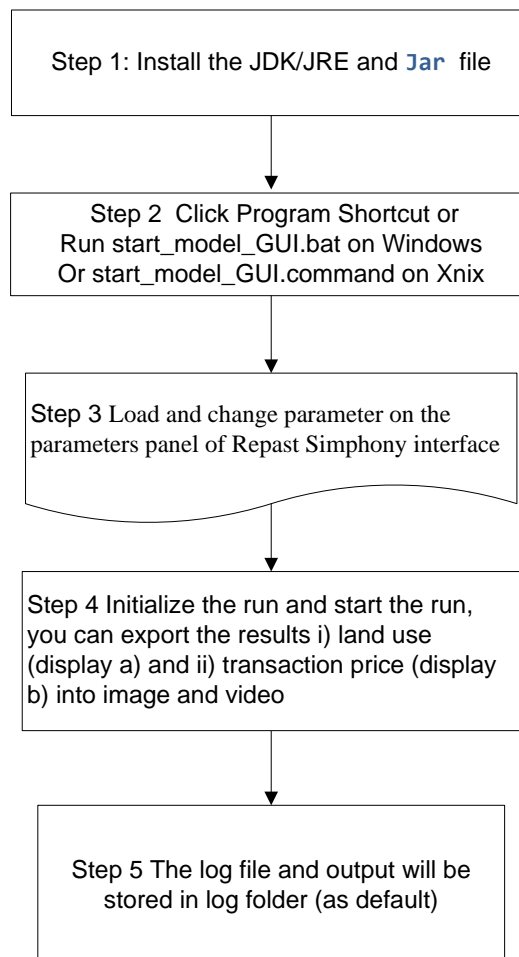 Step 1: Install the JDK/JRE and Jar file
Step 2 Click Program Shortcut or
Run start_model_GUI.bat on Windows
Or start_model_GUI.command on Xnix
Step 3 Load and change parameter on the
parameters panel of Repast Simphony interface
Step 4 Initialize the run and start the run,
you can export the results i) land use
(display a) and ii) transaction price (display
b) into image and video
Step 5 The log file and output will be
stored in log folder (as default)